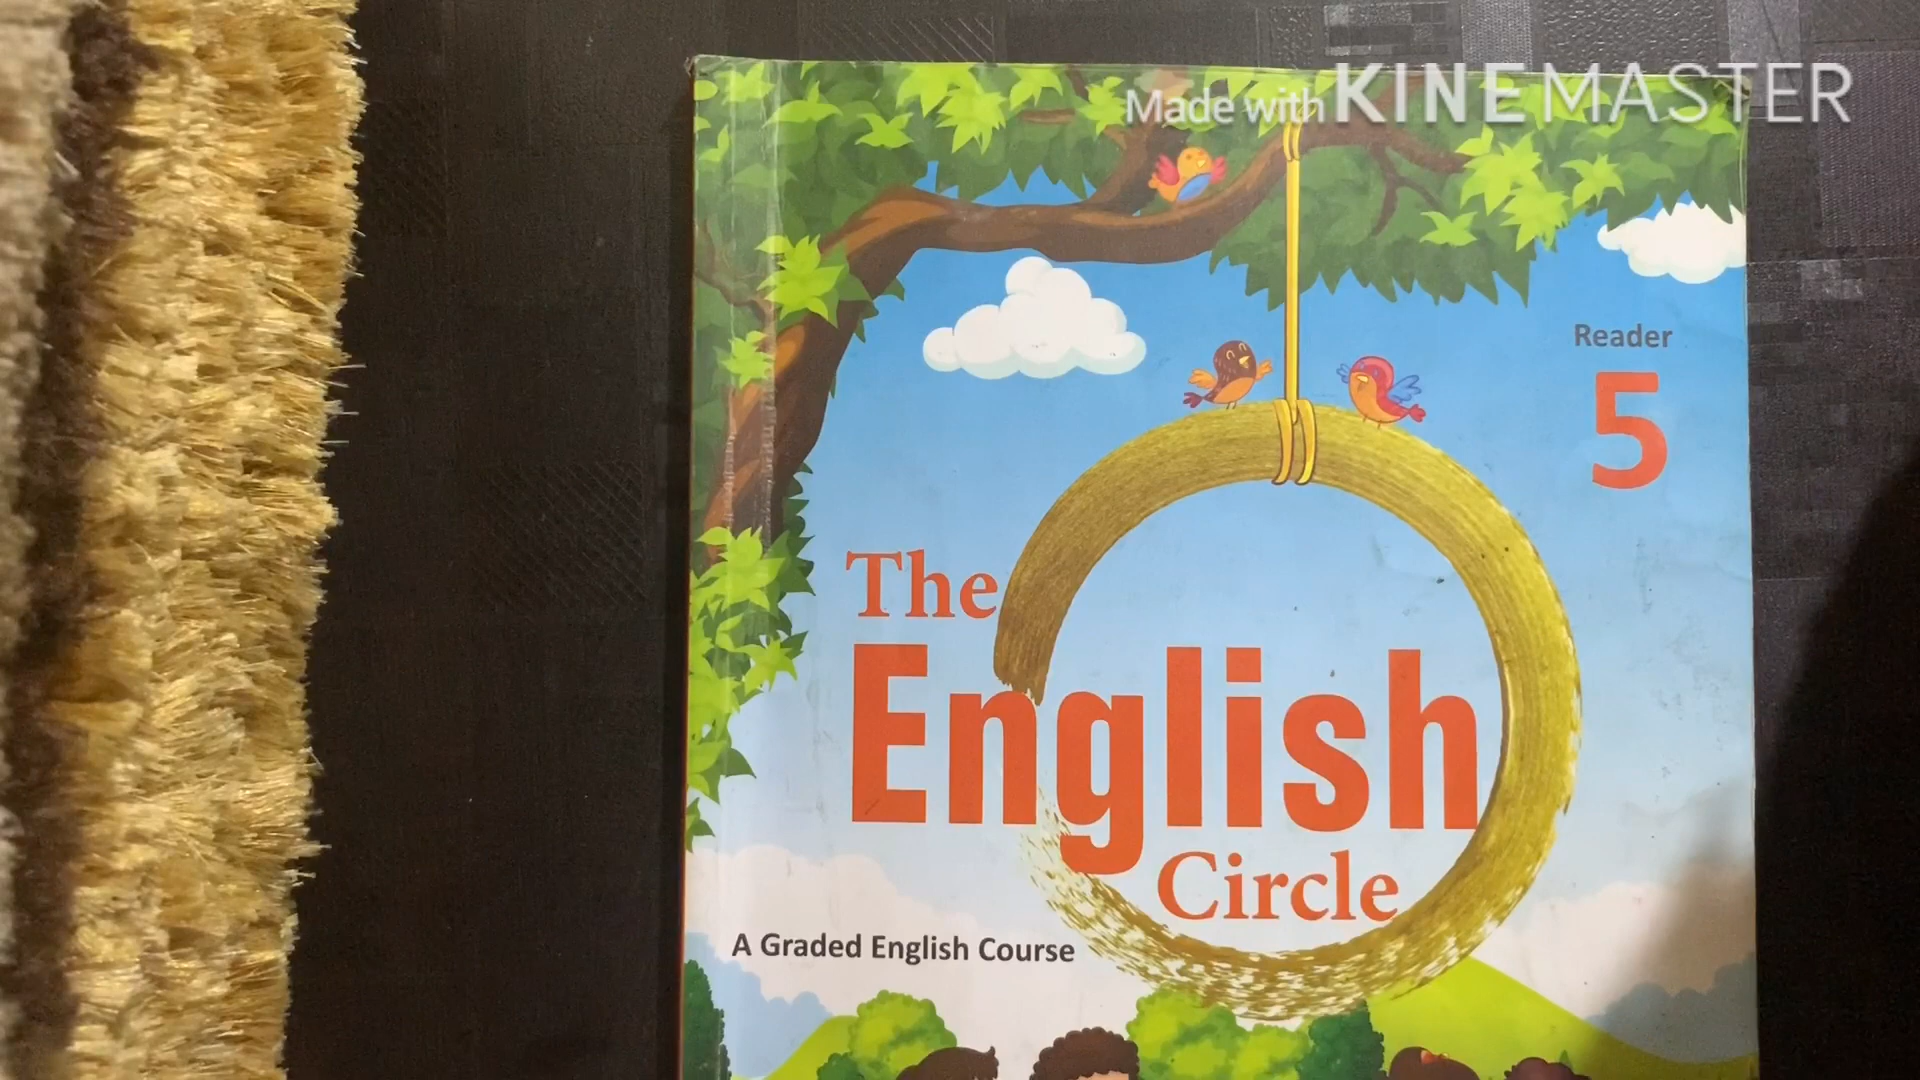 Made with KINEMASTER
Reader
5
The
English
Circle
A Graded English Course